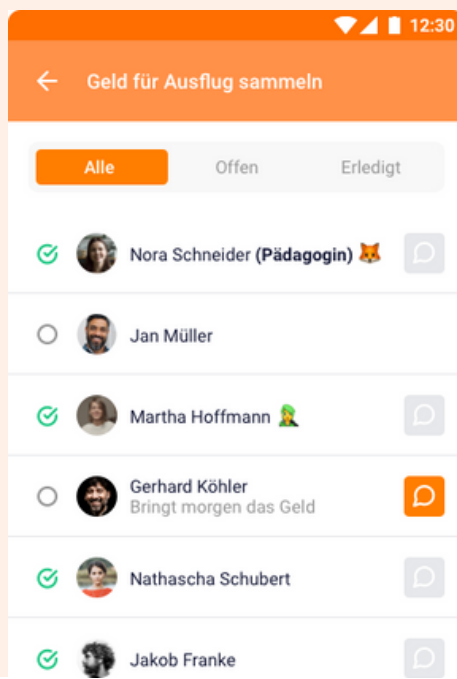 12:30
Geld für Ausflug sammeln
Alle Offen Erledigt
Nora Schneider (Pädagogin) 🦊
Jan Müller
Martha Hoffmann 🧝‍♂️
Gerhard Köhler
Bringt morgen das Geld
Nathascha Schubert
Jakob Franke